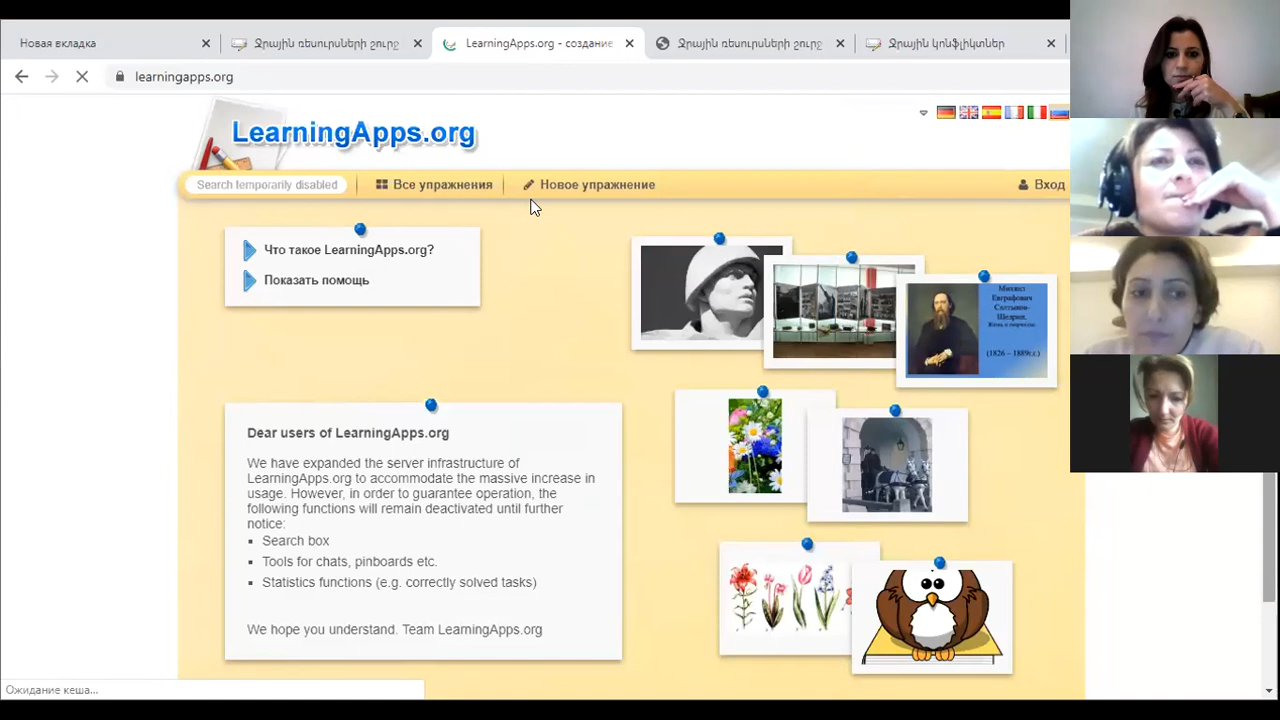 Новая вкладка
Ջրային ռեսուրսների շուրջ
LearningApps.org - создание
Ջրային ռեսուրսների շուրջ
Ջրային կոնֆլիկտներ
learningapps.org
LearningApps.org
Search temporarily disabled
Все упражнения
Новое упражнение
Вход
Что такое LearningApps.org?
Показать помощь
Михаил
Евграфович
Салтыков-
Щедрин.
Жизнь и творчество
(1826 – 1889г.г.)
Dear users of LearningApps.org
We have expanded the server infrastructure of
LearningApps.org to accommodate the massive increase in
usage. However, in order to guarantee operation, the
following functions will remain deactivated until further
notice:
Search box
Tools for chats, pinboards etc.
Statistics functions (e.g. correctly solved tasks)
We hope you understand. Team LearningApps.org
Ожидание кеша...